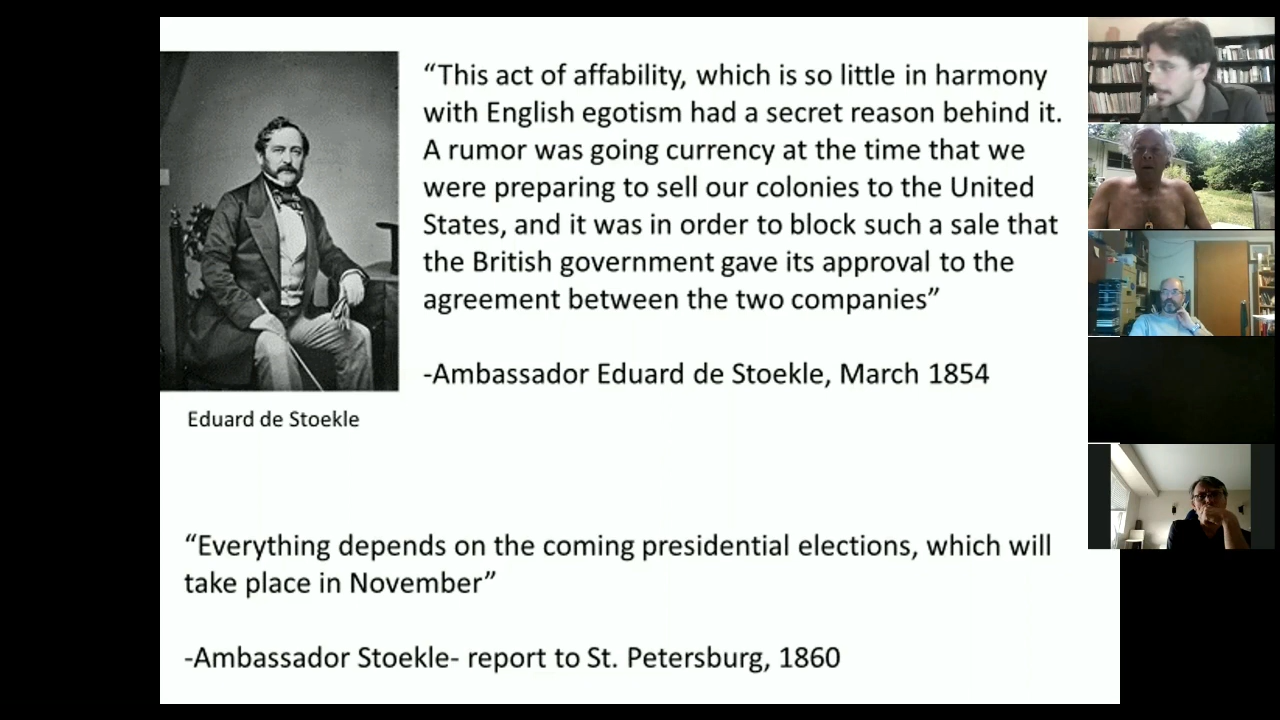 “This act of affability, which is so little in harmony
with English egotism had a secret reason behind it.
A rumor was going currency at the time that we
were preparing to sell our colonies to the United
States, and it was in order to block such a sale that
the British government gave its approval to the
agreement between the two companies”
-Ambassador Eduard de Stoekle, March 1854
Eduard de Stoekle
“Everything depends on the coming presidential elections, which will
take place in November”
-Ambassador Stoekle- report to St. Petersburg, 1860